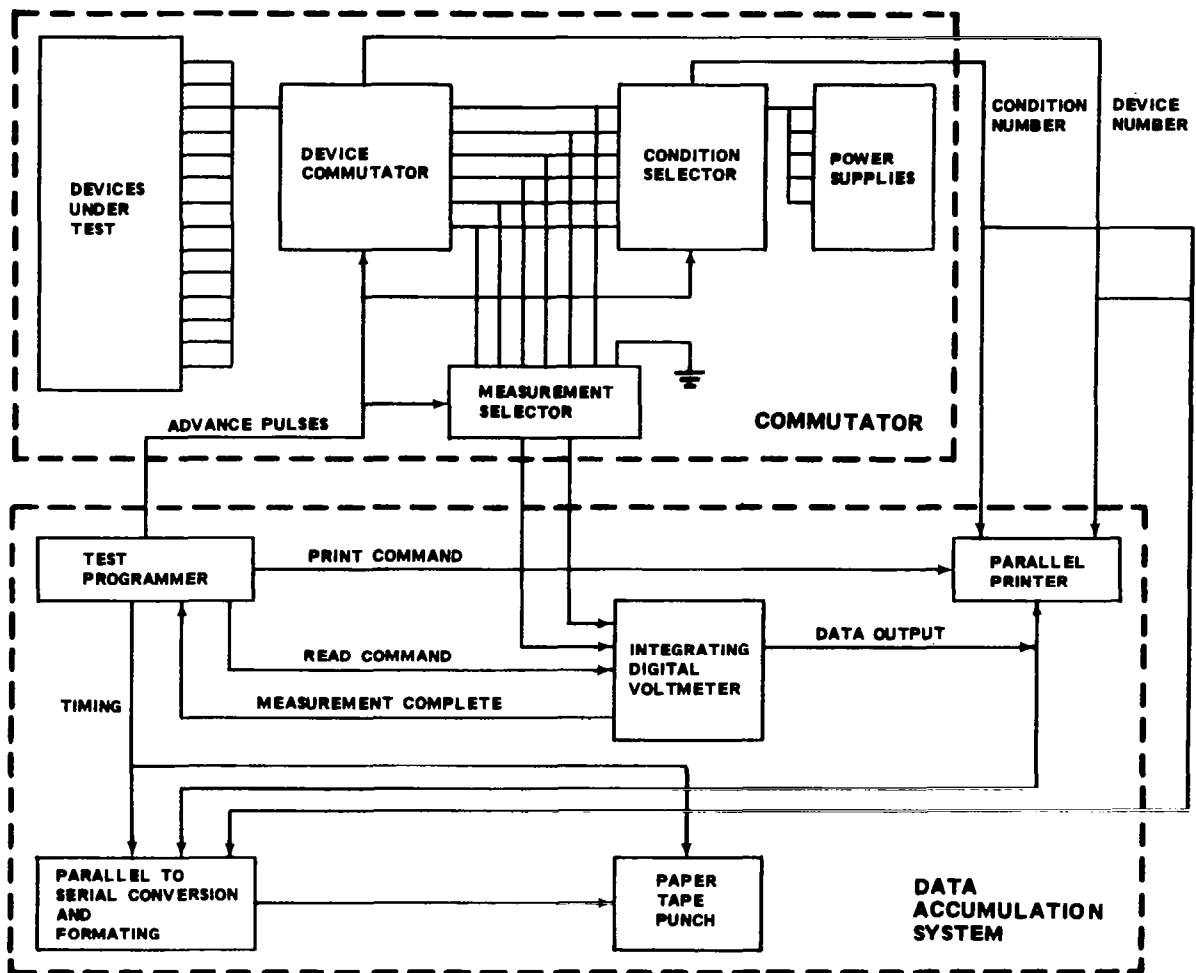 DEVICES
UNDER
TEST
DEVICE
COMMUTATOR
CONDITION
SELECTOR
POWER
SUPPLIES
CONDITION
NUMBER
DEVICE
NUMBER
MEASUREMENT
SELECTOR
ADVANCE PULSES
COMMUTATOR
TEST
PROGRAMMER
PRINT COMMAND
PARALLEL
PRINTER
READ COMMAND
INTEGRATING
DIGITAL
VOLTMETER
DATA OUTPUT
TIMING
MEASUREMENT COMPLETE
PARALLEL TO
SERIAL CONVERSION
AND
FORMATING
PAPER
TAPE
PUNCH
DATA
ACCUMULATION
SYSTEM